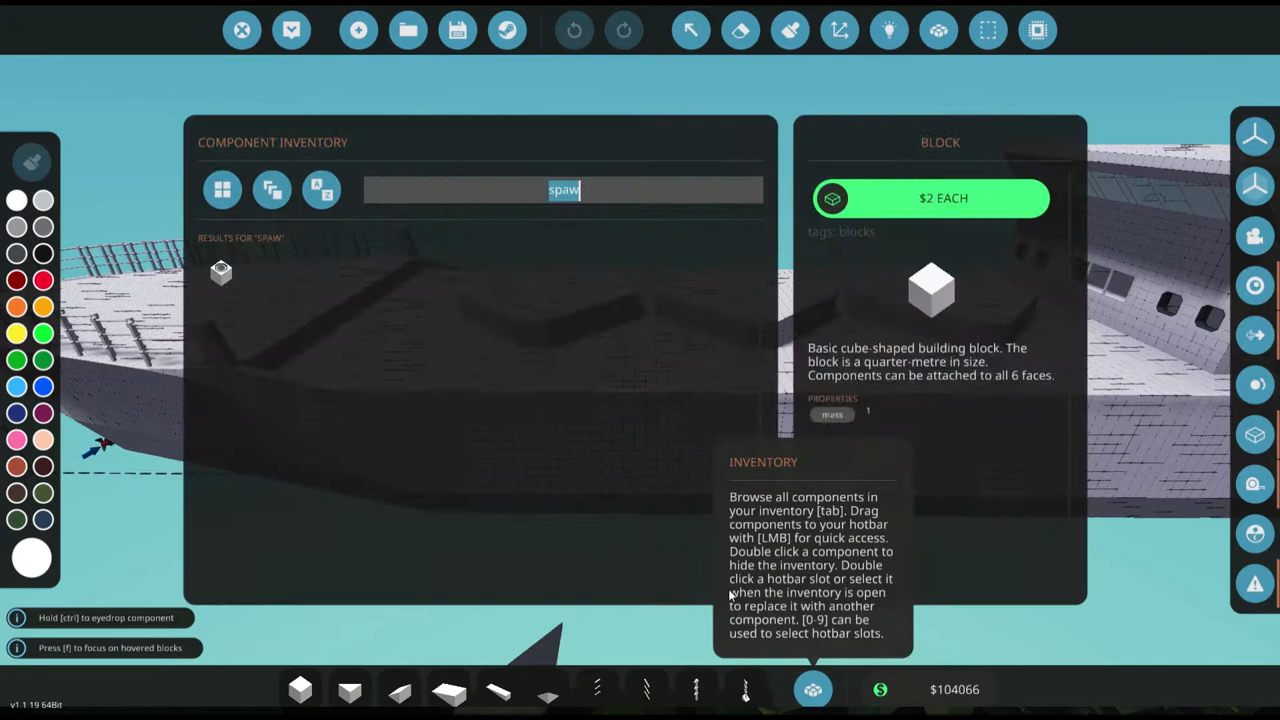 COMPONENT INVENTORY
spaw
RESULTS FOR "SPAW"
BLOCK
$2 EACH
tags: blocks
Basic cube-shaped building block. The
block is a quarter-metre in size.
Components can be attached to all 6 faces.
PROPERTIES
mass 1
INVENTORY
Browse all components in
your inventory [tab]. Drag
components to your hotbar
with [LMB] for quick access.
Double click a component to
hide the inventory. Double
click a hotbar slot or select it
when the inventory is open
to replace it with another
component. [0-9] can be
used to select hotbar slots.
Hold [ctrl] to eyedrop component
Press [f] to focus on hovered blocks
$104066
v1.1.19 64Bit